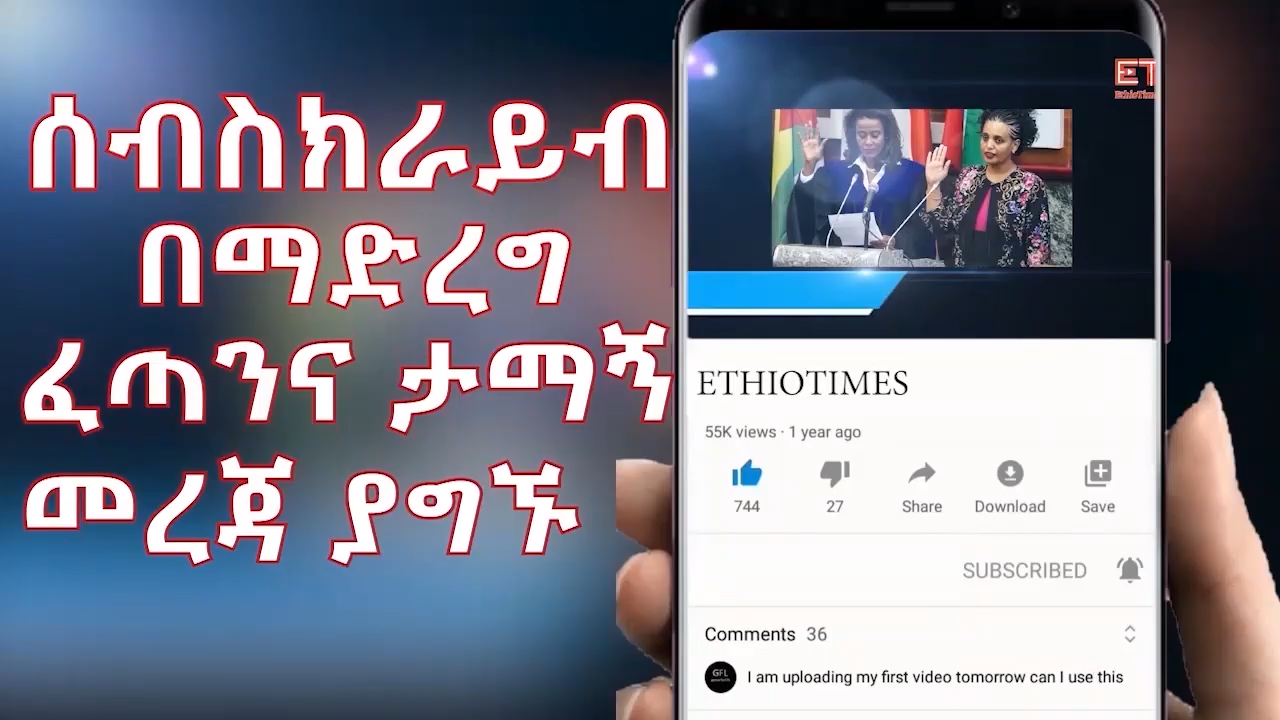 ሰብስክራይብ
በማድረግ
ፈጣንና ታማኝ
መረጃ ያግኙ
ET
ETHIOTIMES
55K views · 1 year ago
744
27
Share
Download
Save
SUBSCRIBED
Comments 36
GFL
I am uploading my first video tomorrow can I use this